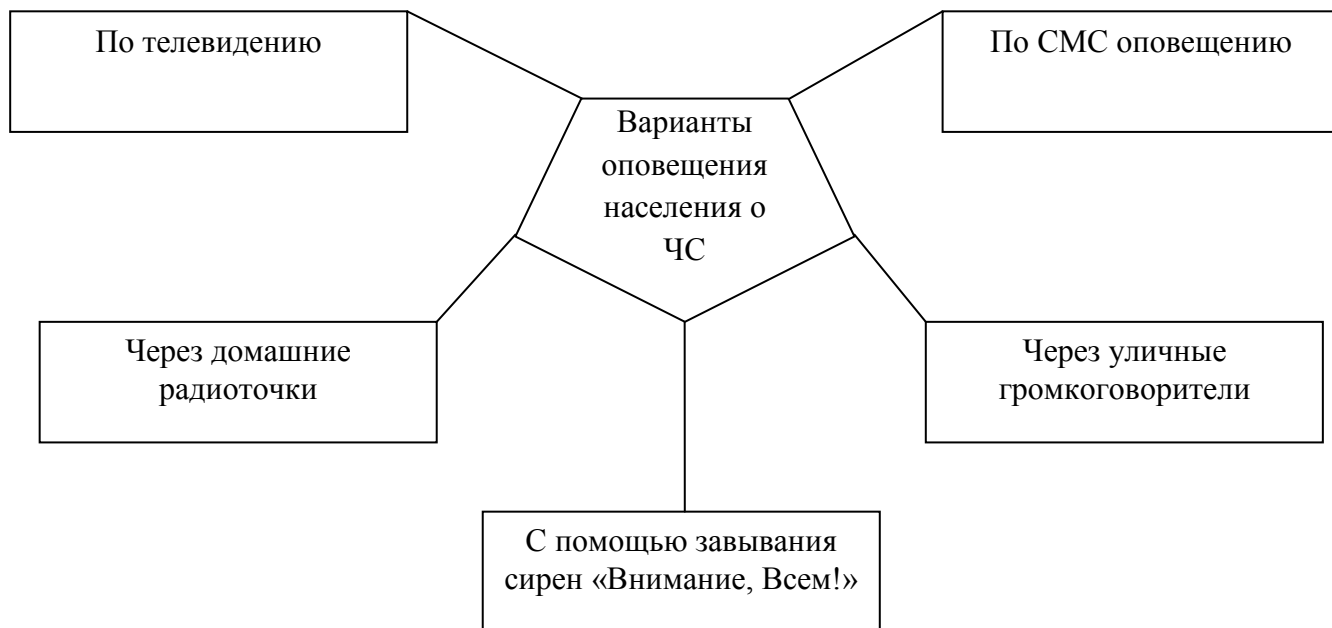 По телевидению
По СМС оповещению
Варианты
оповещения
населения о
ЧС
Через домашние
радиоточки
Через уличные
громкоговорители
С помощью завывания
сирен «Внимание, Всем!»